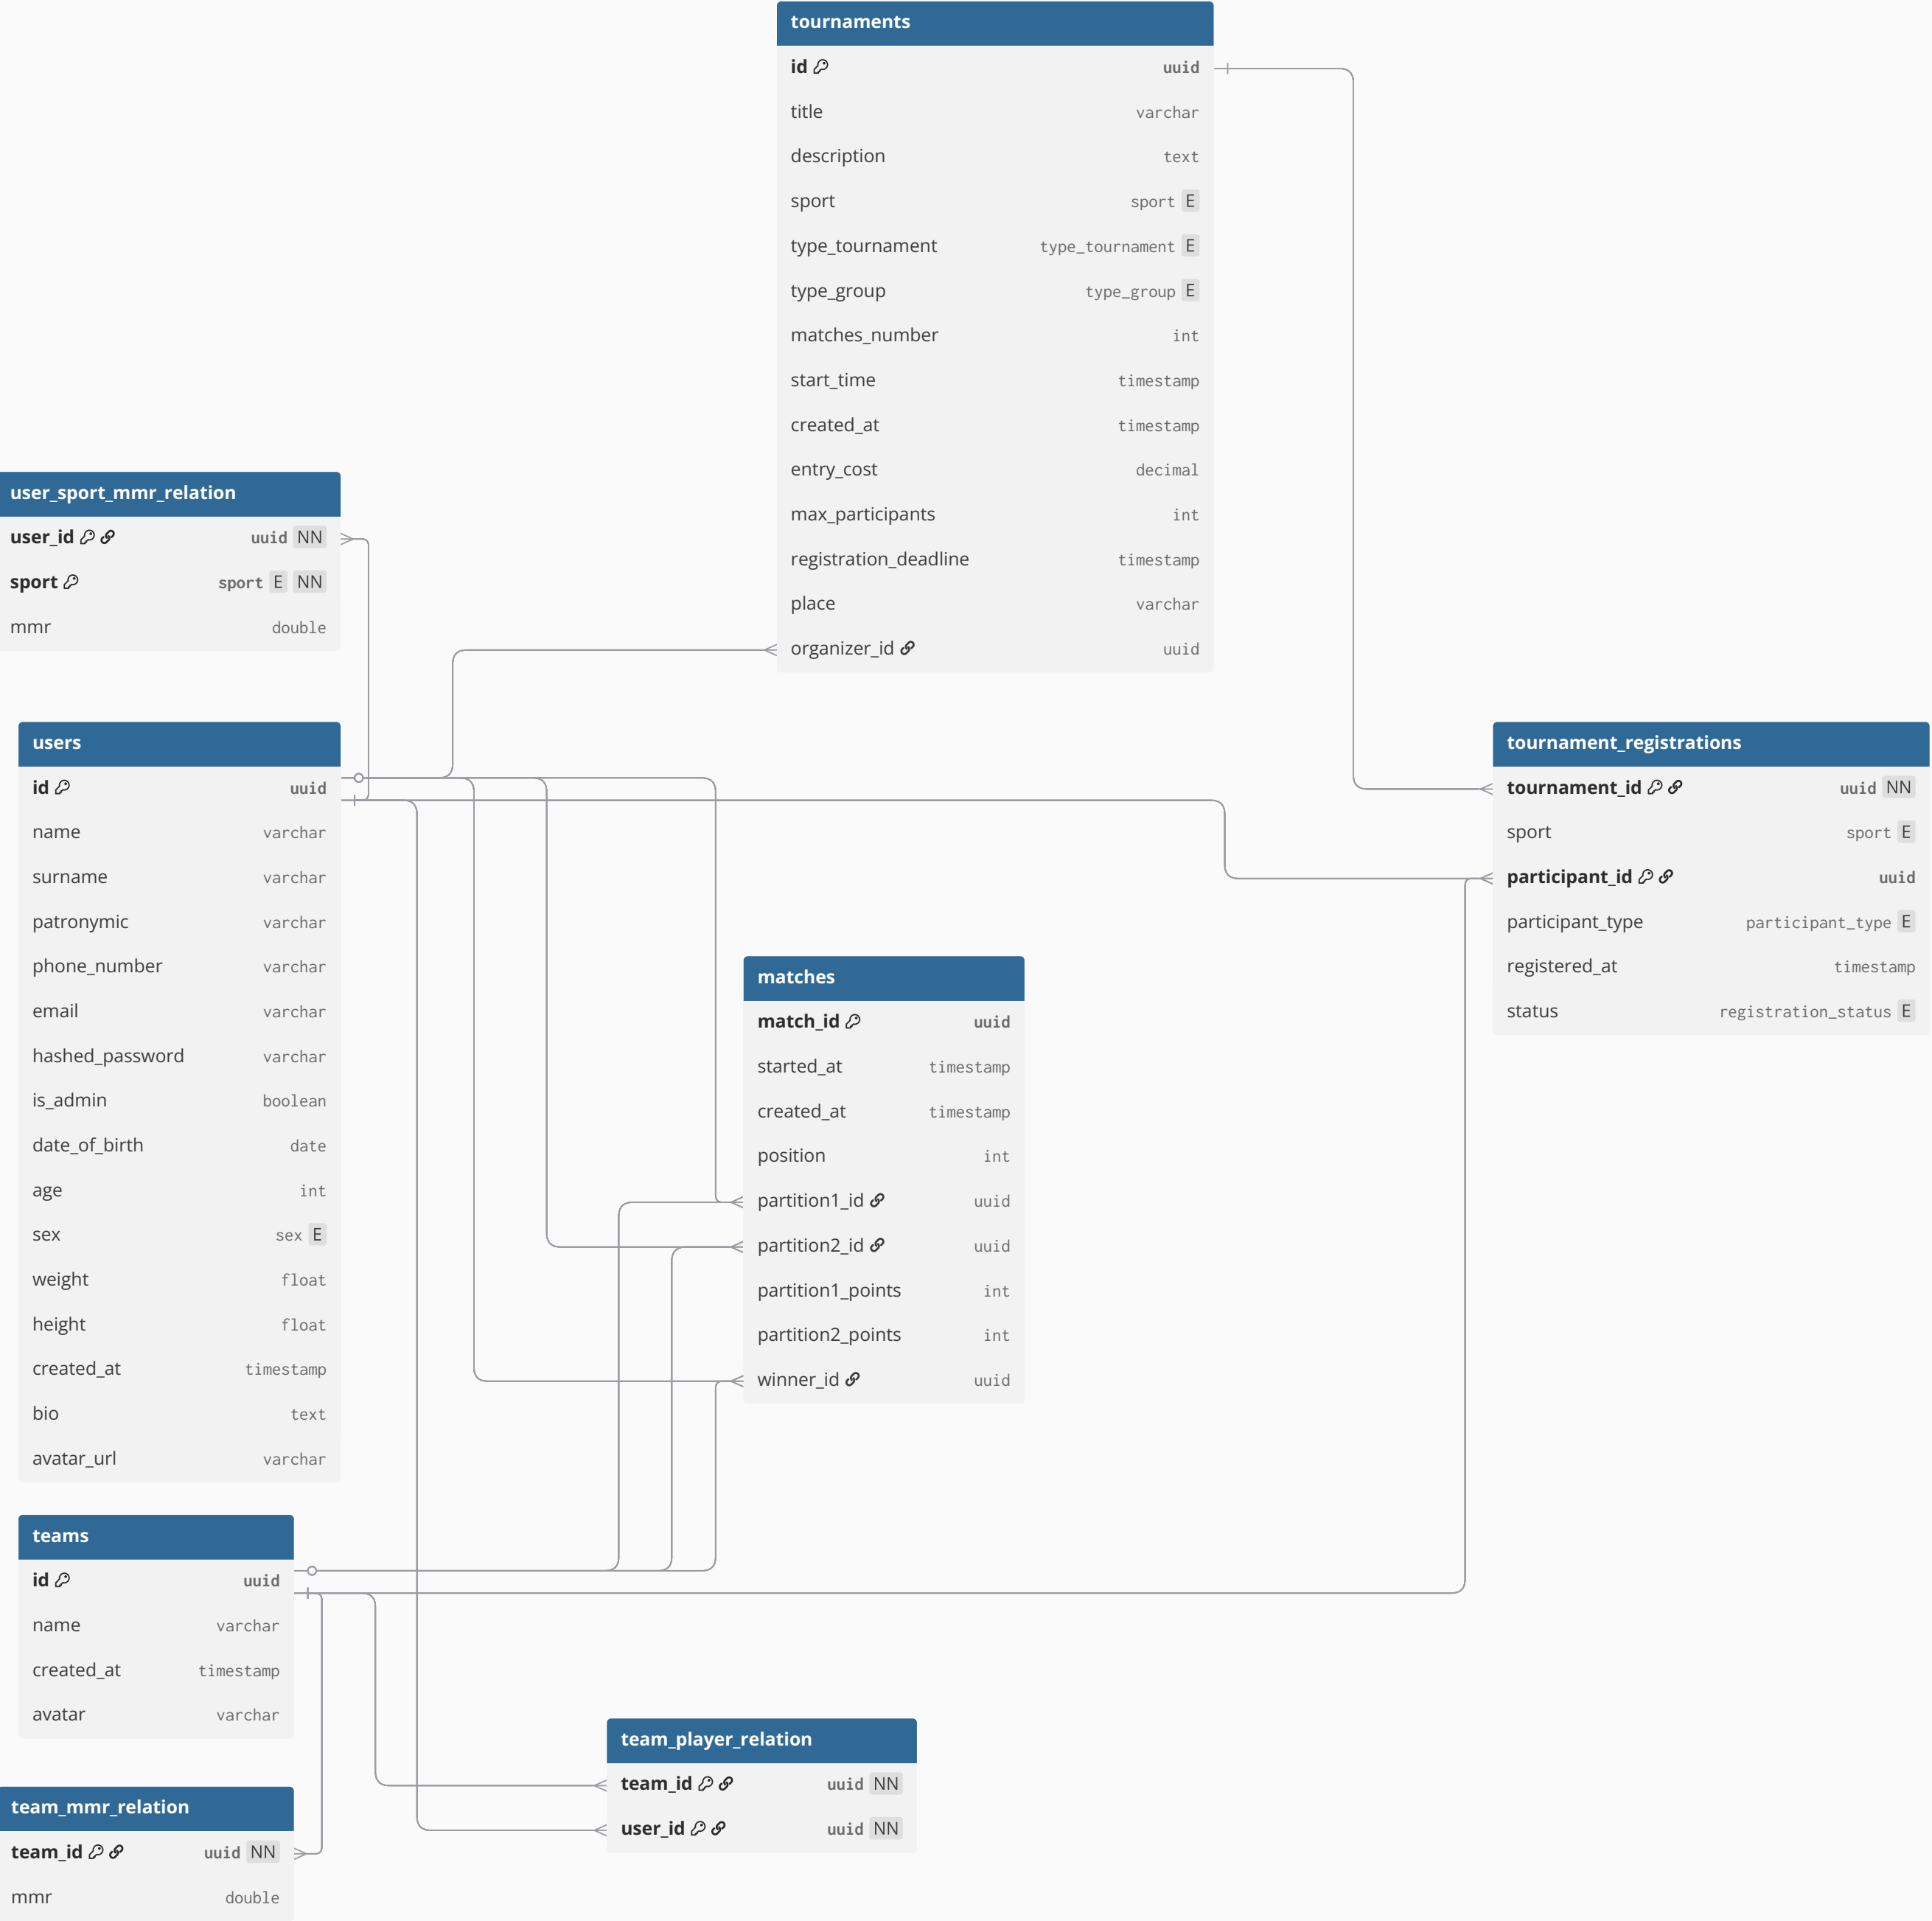 tournaments
id uuid
title varchar
description text
sport sport E
type_tournament type_tournament E
type_group type_group E
matches_number int
start_time timestamp
created_at timestamp
entry_cost decimal
max_participants int
registration_deadline timestamp
place varchar
organizer_id uuid
user_sport_mmr_relation
user_id uuid NN
sport sport E NN
mmr double
users
id uuid
name varchar
surname varchar
patronymic varchar
phone_number varchar
email varchar
hashed_password varchar
is_admin boolean
date_of_birth date
age int
sex sex E
weight float
height float
created_at timestamp
bio text
avatar_url varchar
tournament_registrations
tournament_id uuid NN
sport sport E
participant_id uuid
participant_type participant_type E
registered_at timestamp
status registration_status E
matches
match_id uuid
started_at timestamp
created_at timestamp
position int
partition1_id uuid
partition2_id uuid
partition1_points int
partition2_points int
winner_id uuid
teams
id uuid
name varchar
created_at timestamp
avatar varchar
team_player_relation
team_id uuid NN
user_id uuid NN
team_mmr_relation
team_id uuid NN
mmr double